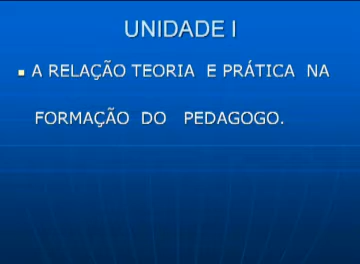 UNIDADE I
A RELAÇÃO TEORIA E PRÁTICA NA
FORMAÇÃO DO PEDAGOGO.